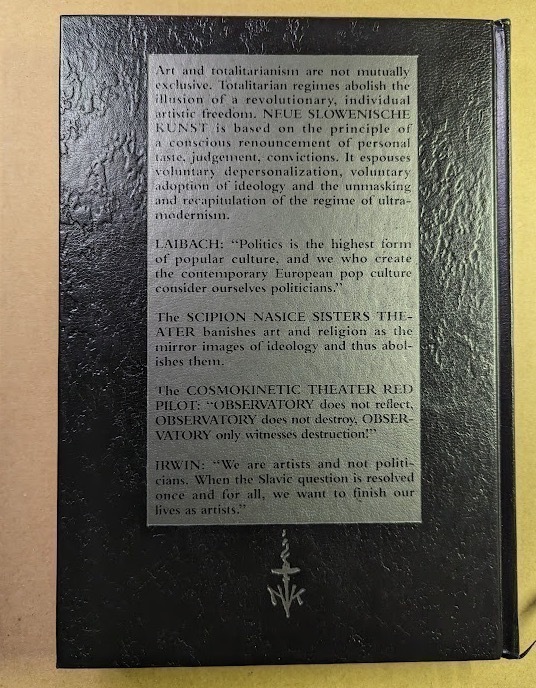 Art and totalitarianism are not mutually
exclusive. Totalitarian regimes abolish the
illusion of a revolutionary, individual
artistic freedom. NEUE SLOWENISCHE
KUNST is based on the principle of
a conscious renouncement of personal
taste, judgement, convictions. It espouses
voluntary depersonalization, voluntary
adoption of ideology and the unmasking
and recapitulation of the regime of ultra-
modernism.
LAIBACH: “Politics is the highest form
of popular culture, and we who create
the contemporary European pop culture
consider ourselves politicians.”
The SCIPION NASICE SISTERS THE-
ATER banishes art and religion as the
mirror images of ideology and thus abol-
ishes them.
The COSMOKINETIC THEATER RED
PILOT: “OBSERVATORY does not reflect,
OBSERVATORY does not destroy, OBSER-
VATORY only witnesses destruction!”
IRWIN: “We are artists and not politi-
cians. When the Slavic question is resolved
once and for all, we want to finish our
lives as artists.”
NK